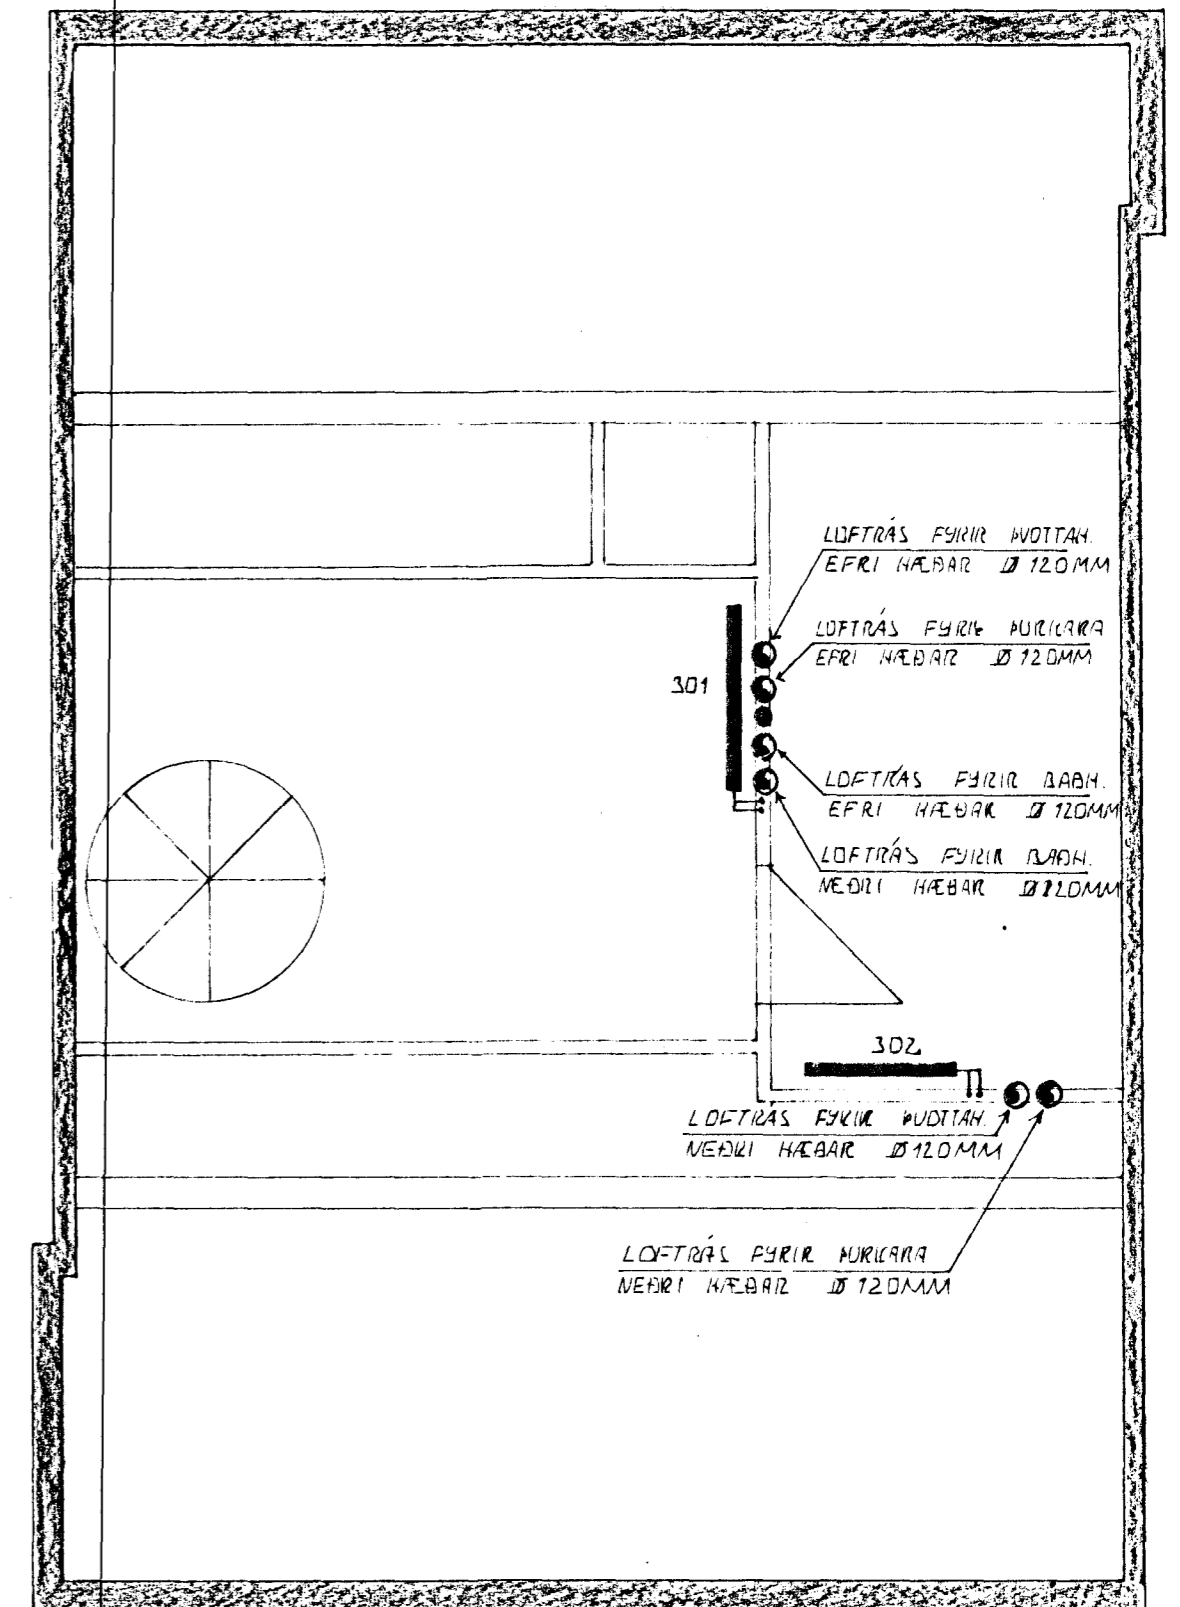 LOFTRÁS FYRIR ÞVOTTAH.
EFRI HÆÐAR Ø 120MM
LOFTRÁS FYRIR ÞURKARA
EFRI HÆÐAR Ø 120MM
301
LOFTRÁS FYRIR BAÐH.
EFRI HÆÐAR Ø 120MM
LOFTRÁS FYRIR BAÐH.
NEÐRI HÆÐAR Ø 120MM
302
LOFTRÁS FYRIR ÞVOTTAH.
NEÐRI HÆÐAR Ø 120MM
LOFTRÁS FYRIR ÞURKARA
NEÐRI HÆÐAR Ø 120MM